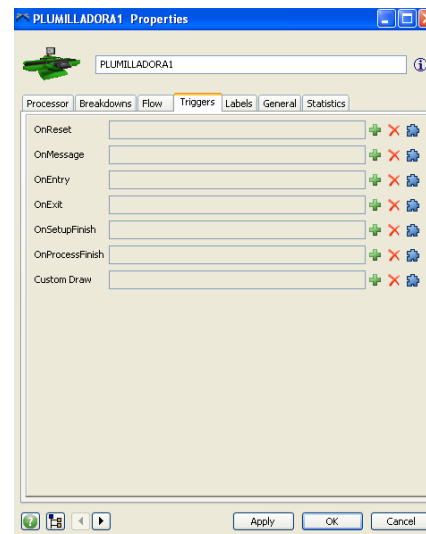 PLUMILLADORA1 Properties
PLUMILLADORA1
Processor Breakdowns Flow Triggers Labels General Statistics
OnReset
OnMessage
OnEntry
OnExit
OnSetupFinish
OnProcessFinish
Custom Draw
Apply OK Cancel